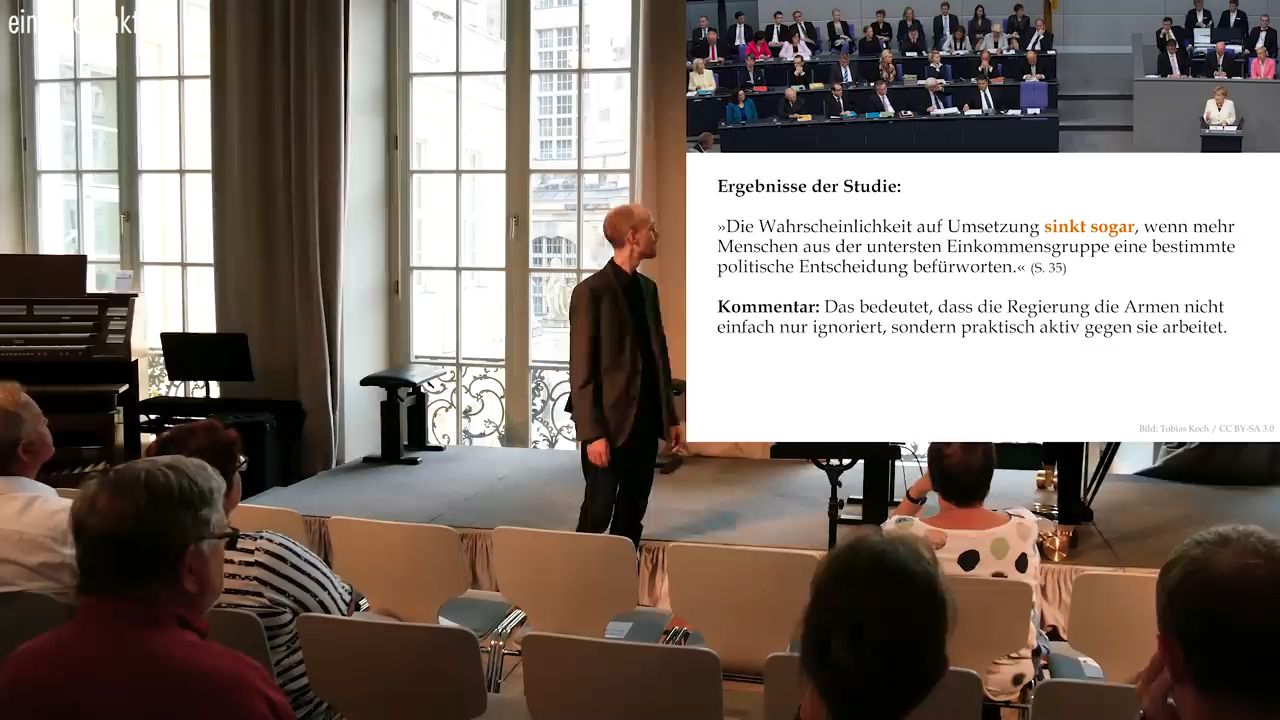 Ergebnisse der Studie:
»Die Wahrscheinlichkeit auf Umsetzung sinkt sogar, wenn mehr
Menschen aus der untersten Einkommensgruppe eine bestimmte
politische Entscheidung befürworten.« (S. 35)
Kommentar: Das bedeutet, dass die Regierung die Armen nicht
einfach nur ignoriert, sondern praktisch aktiv gegen sie arbeitet.
Bild: Tobias Koch / CC BY-SA 3.0